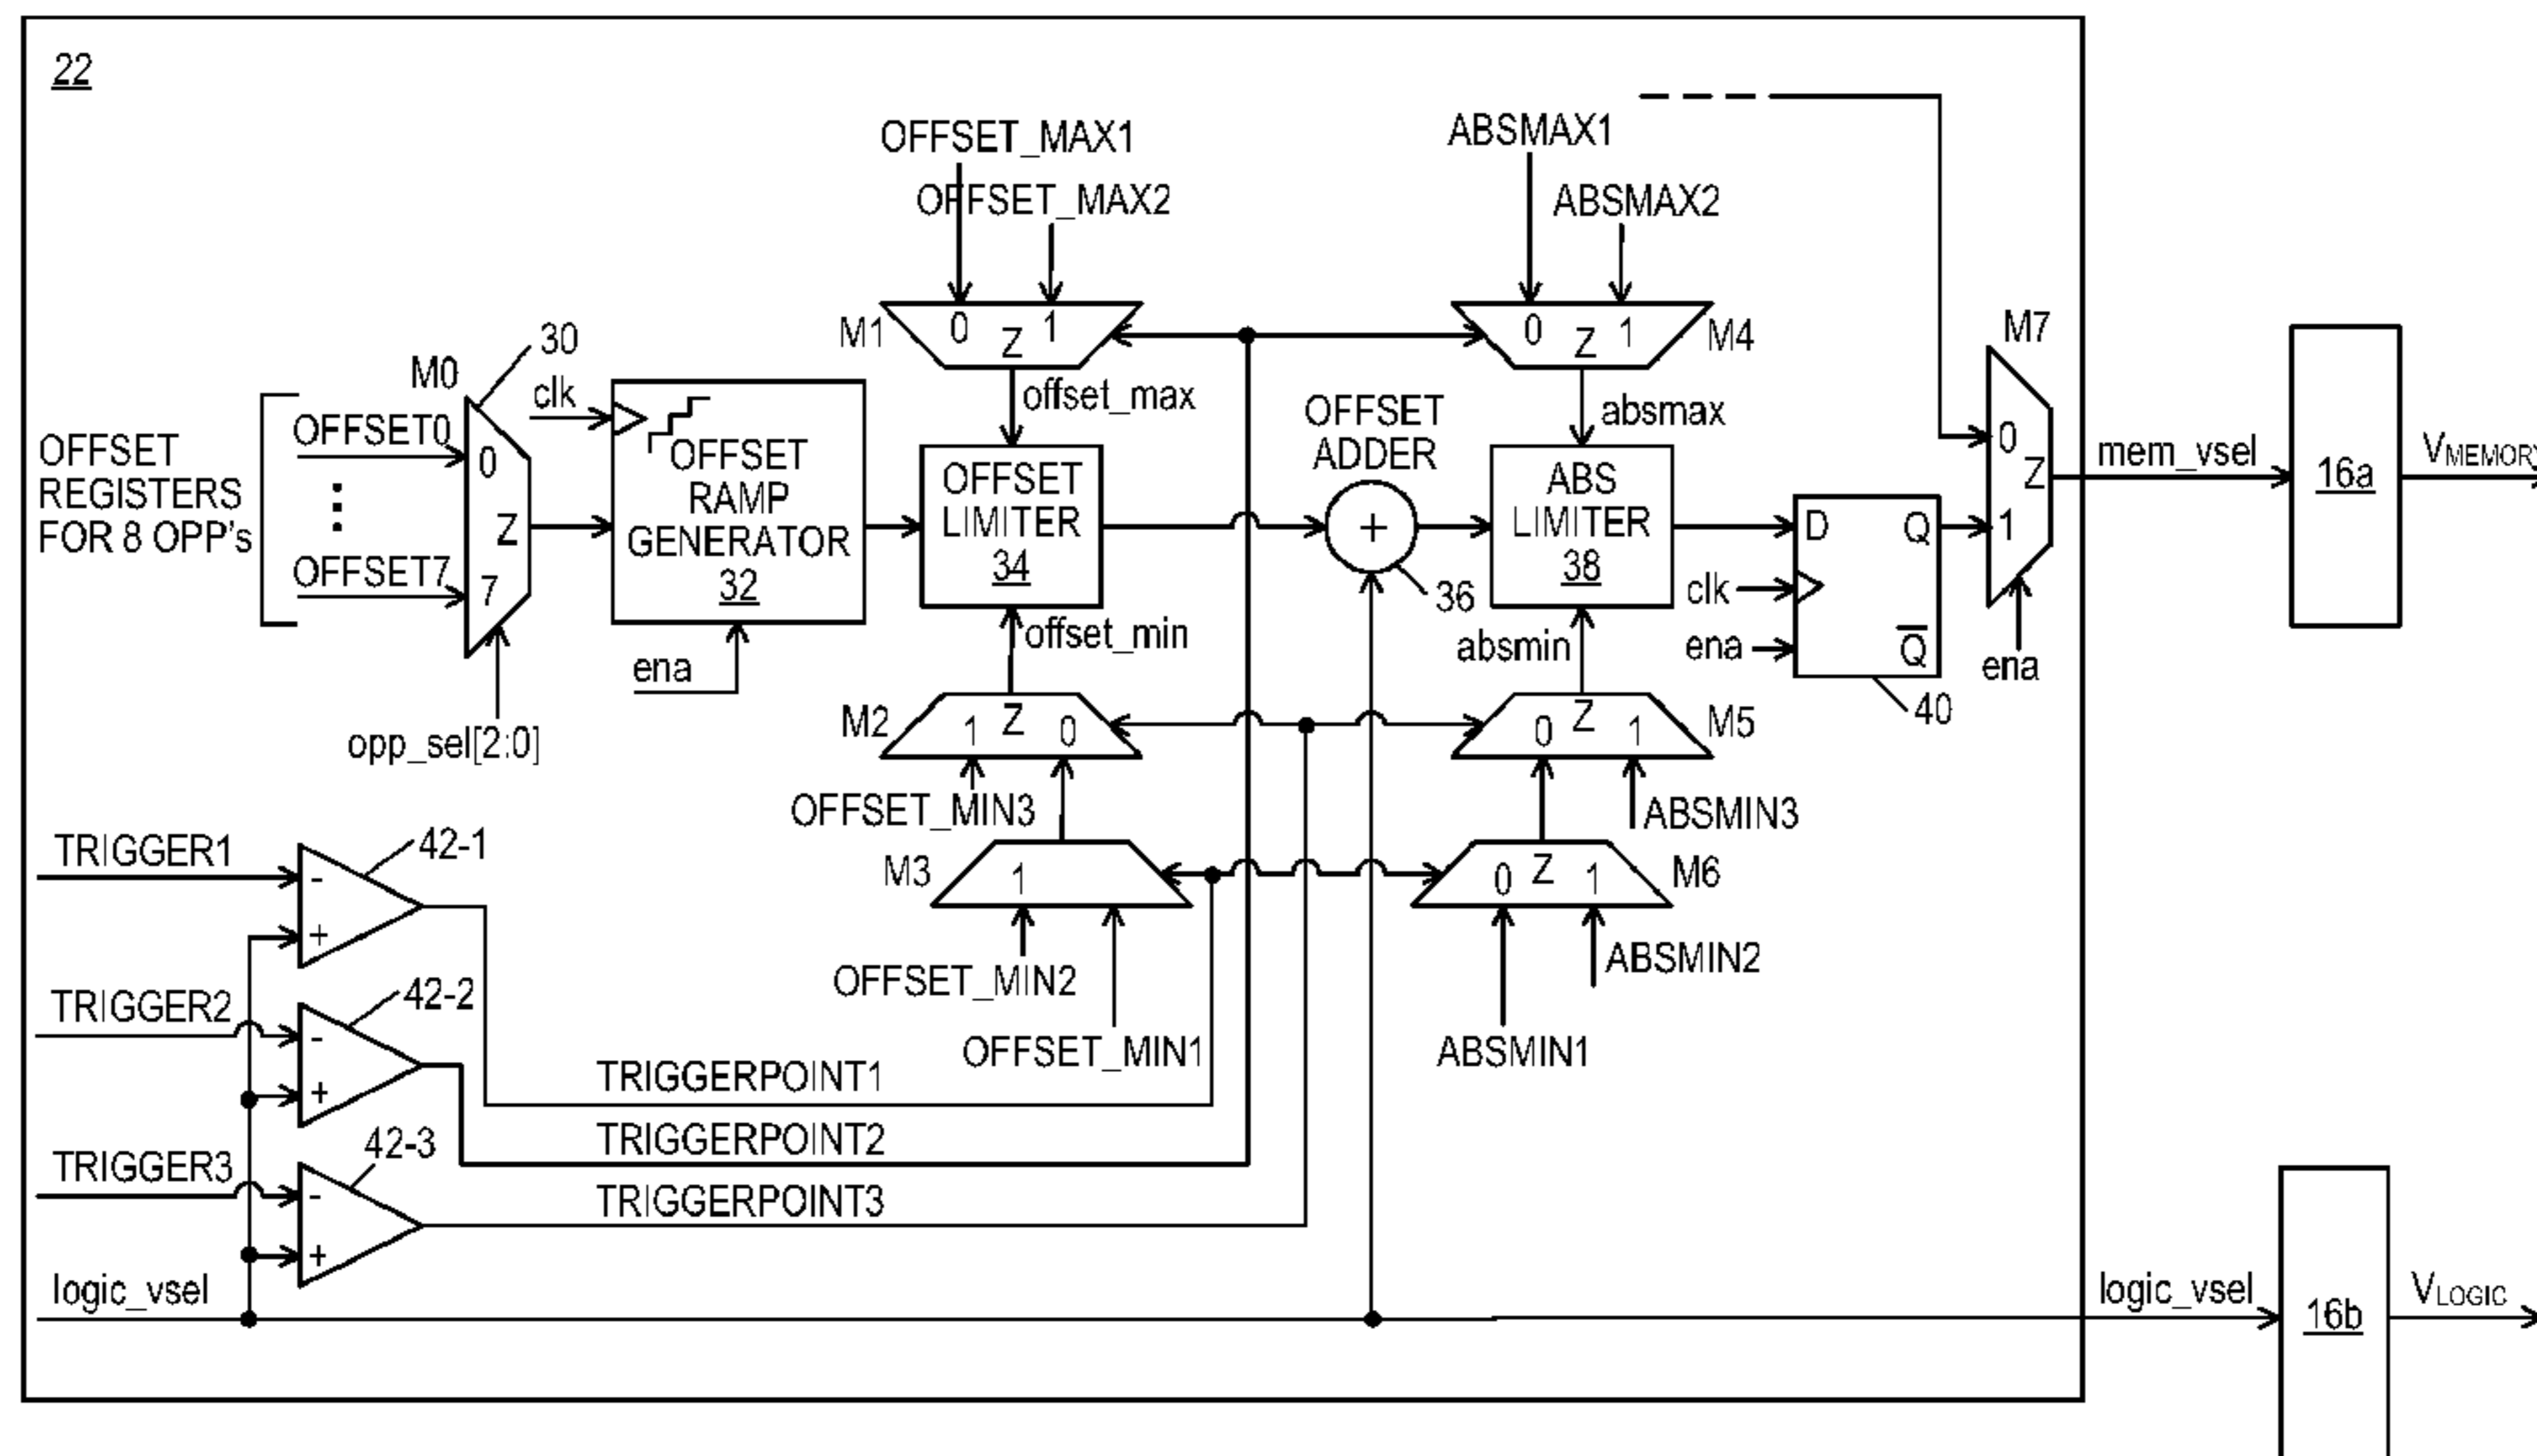 22
OFFSET_MAX1
OFFSET_MAX2
ABSMAX1
ABSMAX2
M1
0
Z
1
0
Z
1
M4
M7
30
M0
clk
offset_max
OFFSET
ADDER
absmax
OFFSET
REGISTERS
FOR 8 OPP's
OFFSET0
OFFSET7
0
Z
7
OFFSET
RAMP
GENERATOR
32
OFFSET
LIMITER
34
+
36
ABS
LIMITER
38
D
Q
clk
ena
Q
40
0
Z
1
ena
mem_vsel
16a
VMEMORY
ena
opp_sel[2:0]
offset_min
absmin
M2
1
Z
0
0
Z
1
M5
OFFSET_MIN3
ABSMIN3
M3
1
0
Z
1
M6
OFFSET_MIN2
OFFSET_MIN1
ABSMIN2
ABSMIN1
TRIGGER1
-
+
42-1
TRIGGER2
-
+
42-2
TRIGGER3
-
+
42-3
TRIGGERPOINT1
TRIGGERPOINT2
TRIGGERPOINT3
logic_vsel
logic_vsel
16b
VLOGIC